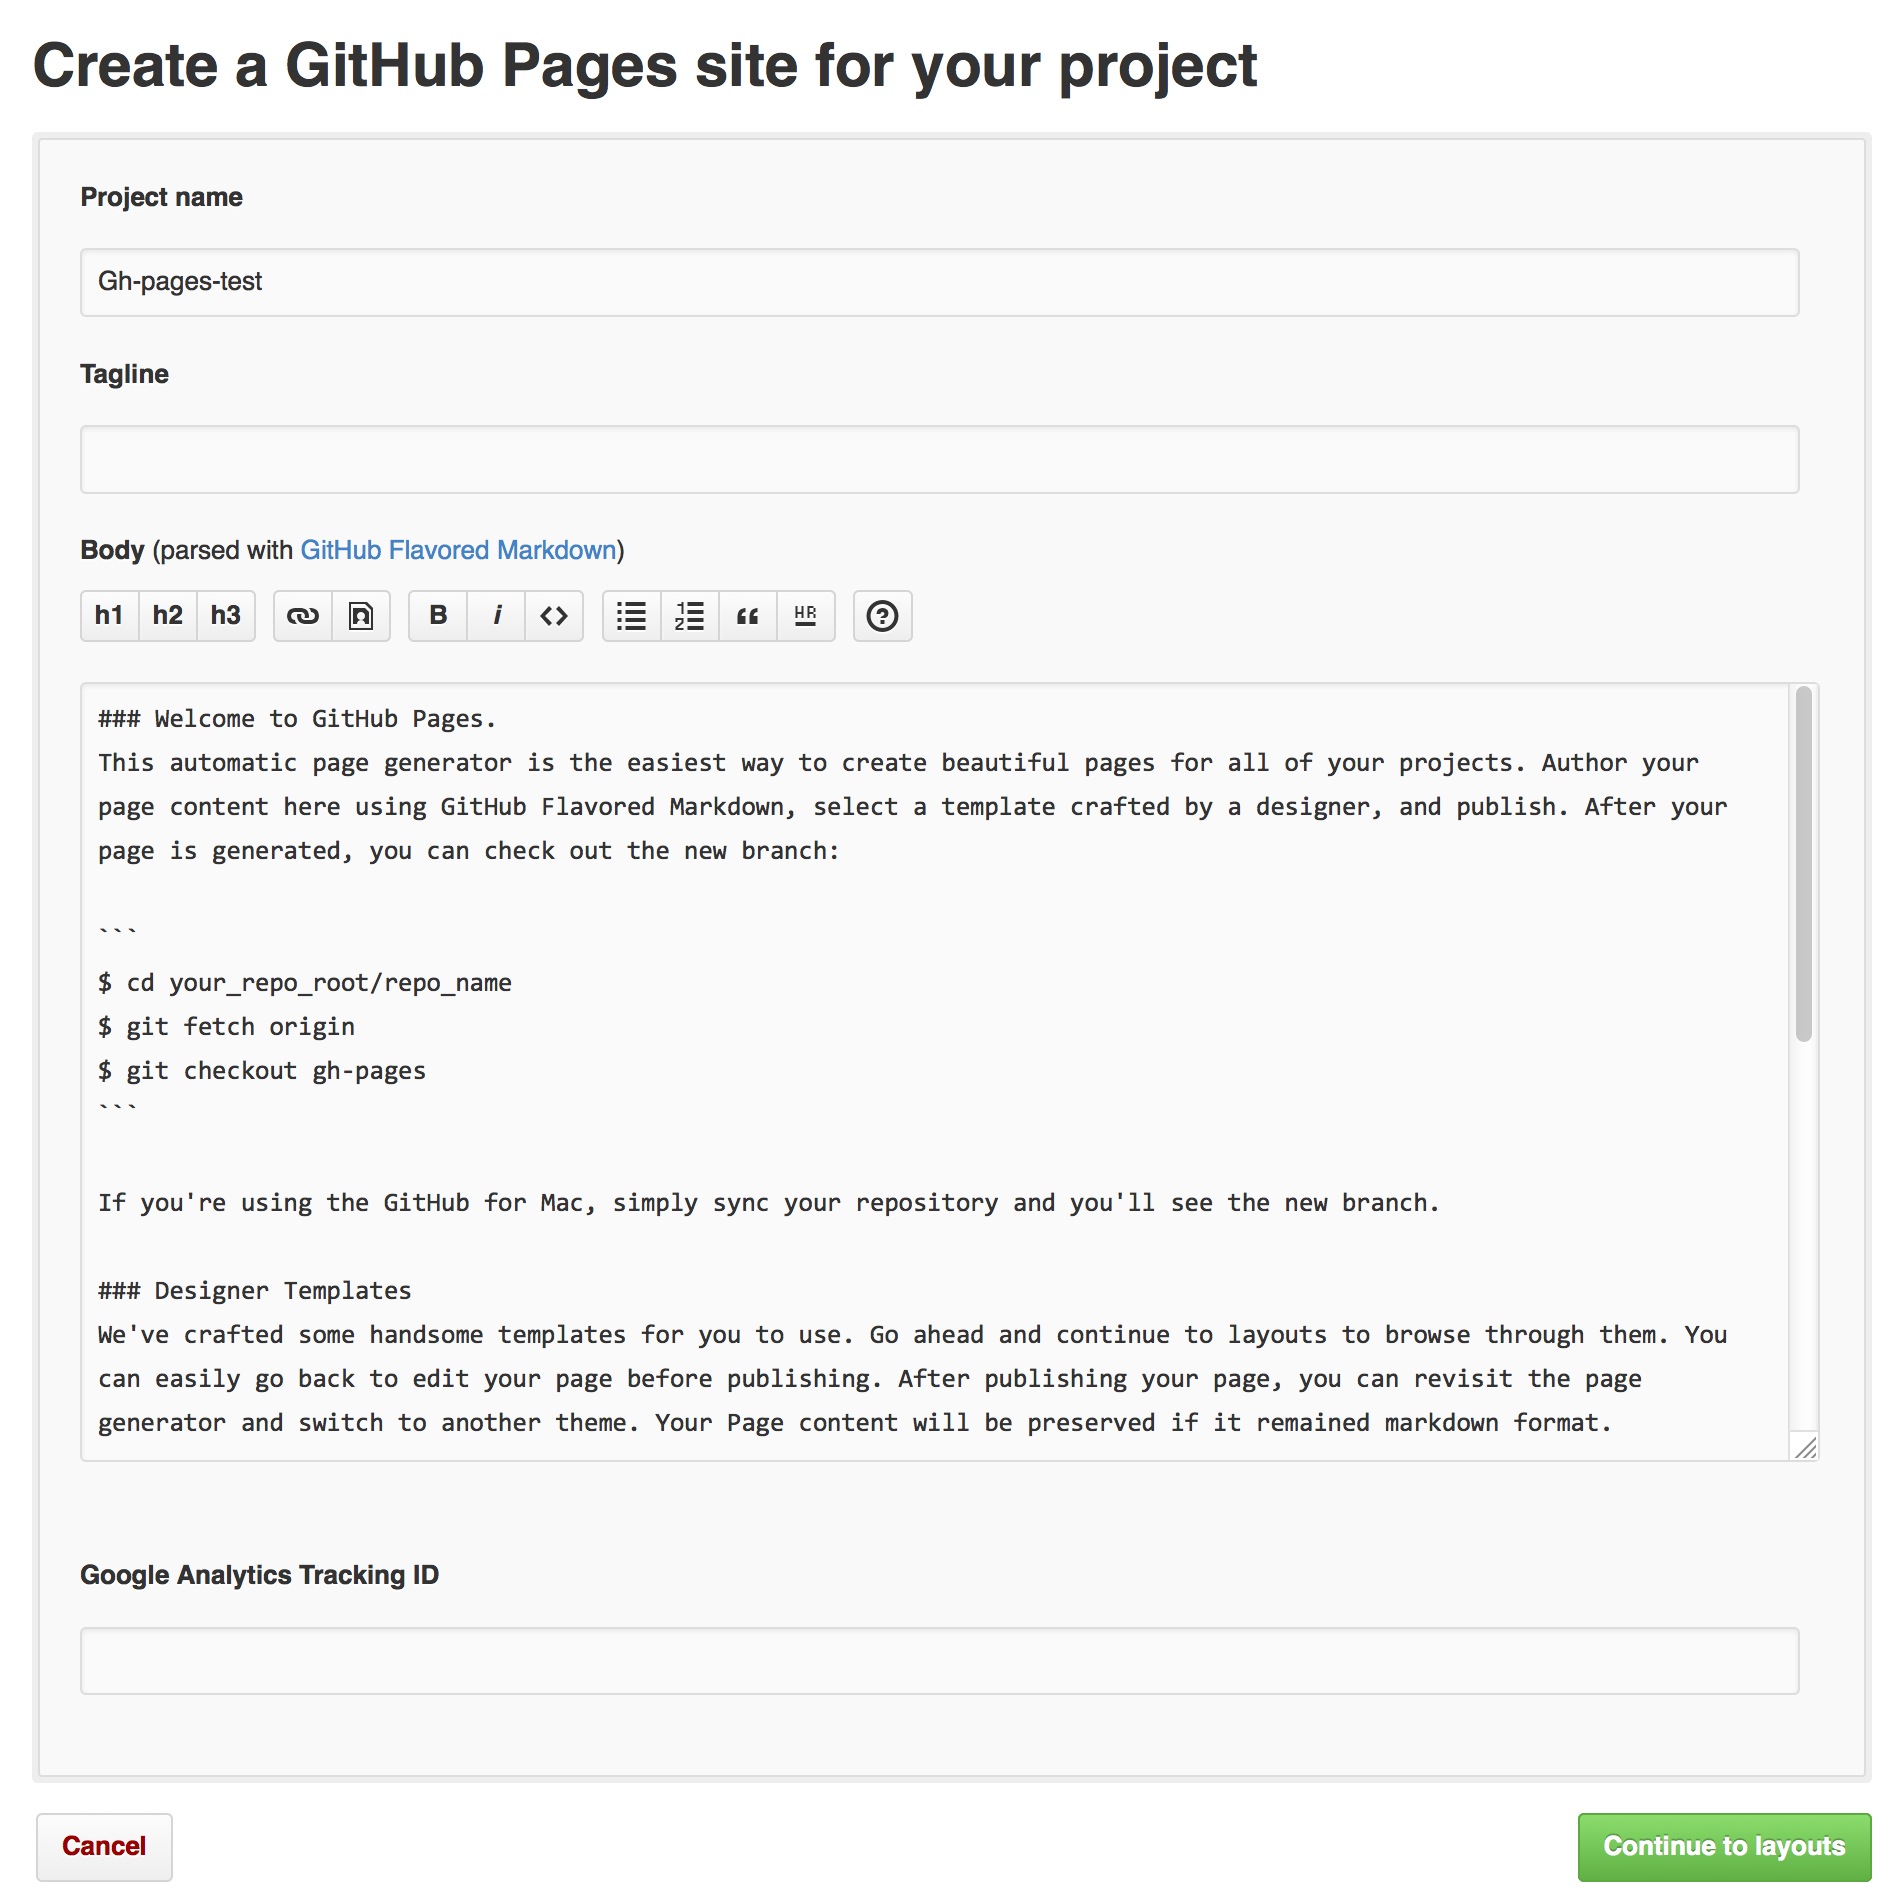 Create a GitHub Pages site for your project
Project name
Gh-pages-test
Tagline
Body (parsed with GitHub Flavored Markdown)
h1 h2 h3 B i <> 1 2 “ HR ?
### Welcome to GitHub Pages.
This automatic page generator is the easiest way to create beautiful pages for all of your projects. Author your
page content here using GitHub Flavored Markdown, select a template crafted by a designer, and publish. After your
page is generated, you can check out the new branch:
```
$ cd your_repo_root/repo_name
$ git fetch origin
$ git checkout gh-pages
```
If you're using the GitHub for Mac, simply sync your repository and you'll see the new branch.
### Designer Templates
We've crafted some handsome templates for you to use. Go ahead and continue to layouts to browse through them. You
can easily go back to edit your page before publishing. After publishing your page, you can revisit the page
generator and switch to another theme. Your Page content will be preserved if it remained markdown format.
Google Analytics Tracking ID
Cancel
Continue to layouts